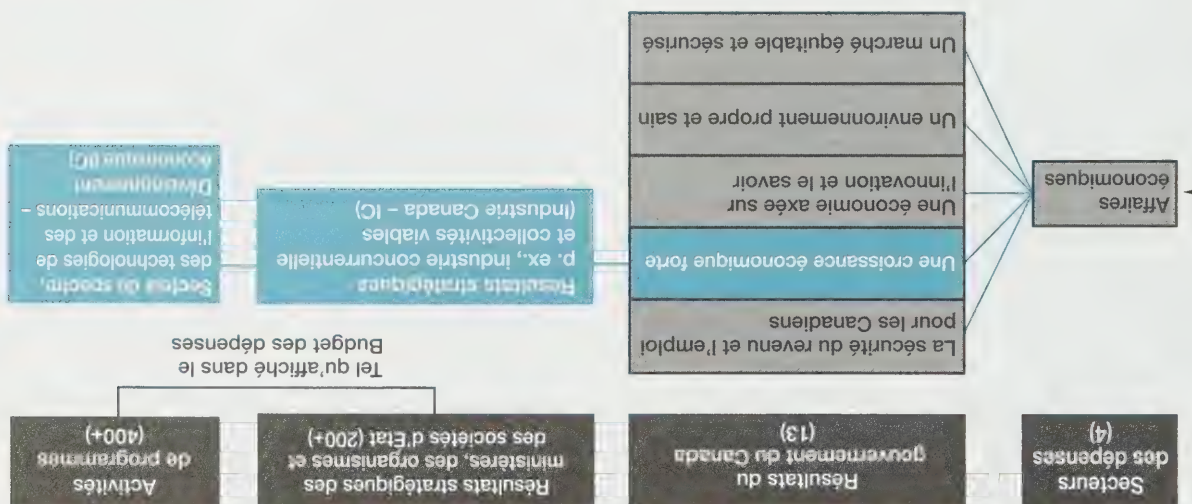 Secteurs
des dépenses
(4)
Résultats du
gouvernement du Canada
(13)
Résultats stratégiques des
ministères, des organismes et
des sociétés d'État (200+)
Activités
de programmes
(400+)
Tel qu'affiché dans le
Budget des dépenses
Affaires
économiques
La sécurité du revenu et l'emploi
pour les Canadiens
Une croissance économique forte
Une économie axée sur
l'innovation et le savoir
Un environnement propre et sain
Un marché équitable et sécurisé
Résultats stratégiques
p. ex., industrie concurrentielle
et collectivités viables
(Industrie Canada – IC)
Secteur du spectre,
des technologies de
l'information et des
télécommunications –
Développement
économique (IC)